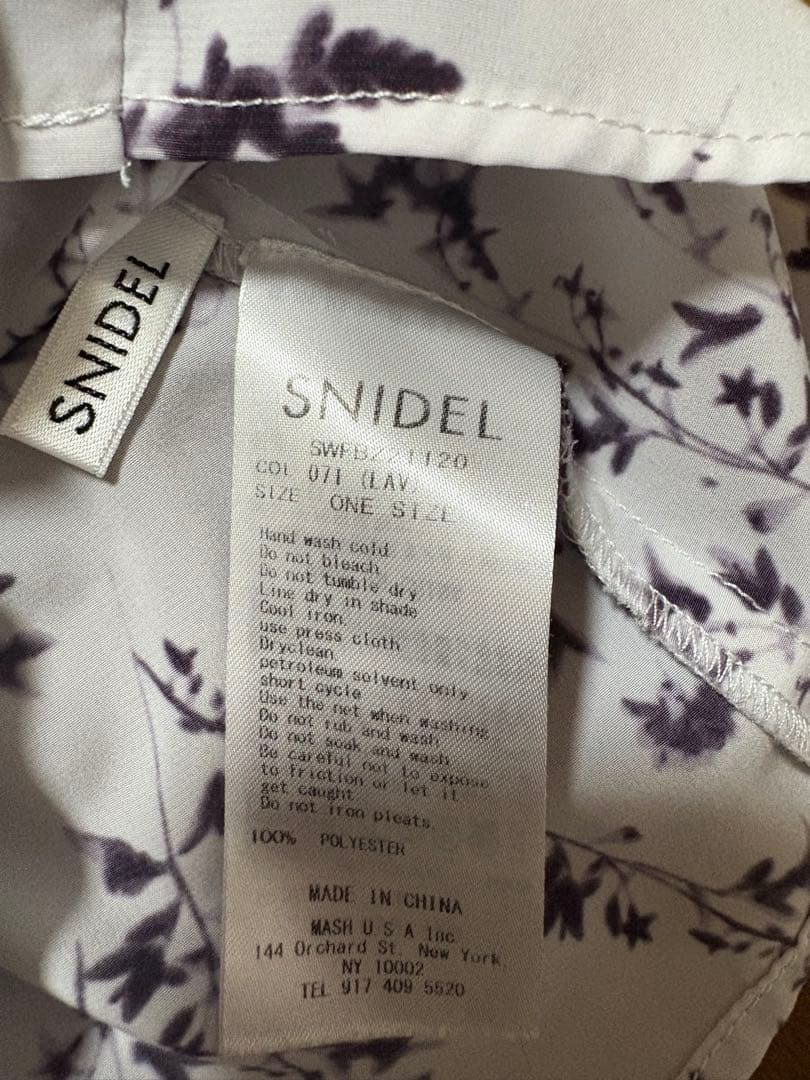 SNIDEL
SNIDEL
SWFB221120
COL 071 (LAV)
SIZE ONE SIZE
Hand wash cold
Do not bleach
Do not tumble dry
Line dry in shade
Cool iron
use press cloth
Dryclean
petroleum solvent only
short cycle
Use the net when washing
Do not rub and wash
Do not soak and wash
Be careful not to expose
to friction or let it
get caught
Do not iron pleats.
100% POLYESTER
MADE IN CHINA
MASH U S A Inc
144 Orchard St. New York,
NY 10002
TEL 917 409 5520